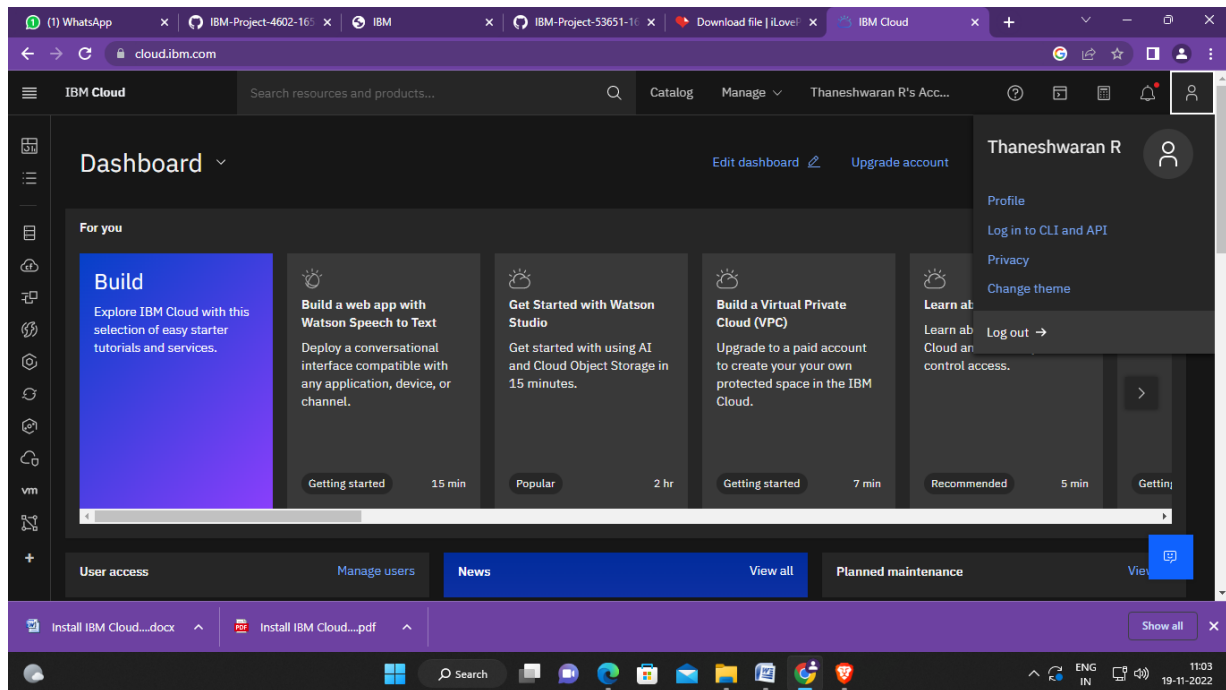 (1) WhatsApp
IBM-Project-4602-165
IBM
IBM-Project-53651-16
Download file | iLoveP
IBM Cloud
cloud.ibm.com
IBM Cloud
Search resources and products...
Catalog
Manage
Thaneshwaran R's Acc...
Dashboard
Edit dashboard
Upgrade account
Thaneshwaran R
Profile
Log in to CLI and API
Privacy
Change theme
Log out →
For you
Build
Explore IBM Cloud with this
selection of easy starter
tutorials and services.
Build a web app with
Watson Speech to Text
Deploy a conversational
interface compatible with
any application, device, or
channel.
Getting started
15 min
Get Started with Watson
Studio
Get started with using AI
and Cloud Object Storage in
15 minutes.
Popular
2 hr
Build a Virtual Private
Cloud (VPC)
Upgrade to a paid account
to create your your own
protected space in the IBM
Cloud.
Getting started
7 min
Learn ab
Learn ab
Cloud an
control access.
Recommended
5 min
Getting
vm
User access
Manage users
News
View all
Planned maintenance
Install IBM Cloud....docx
Install IBM Cloud....pdf
Show all
Search
ENG
IN
11:03
19-11-2022